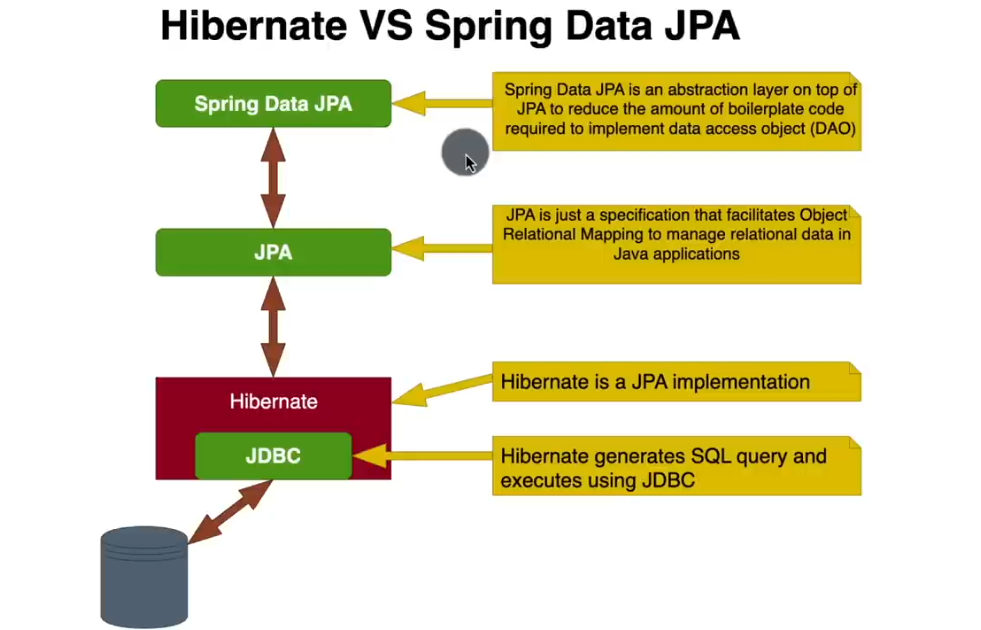 Hibernate VS Spring Data JPA
Spring Data JPA
Spring Data JPA is an abstraction layer on top of
JPA to reduce the amount of boilerplate code
required to implement data access object (DAO)
JPA
JPA is just a specification that facilitates Object
Relational Mapping to manage relational data in
Java applications
Hibernate
Hibernate is a JPA implementation
JDBC
Hibernate generates SQL query and
executes using JDBC